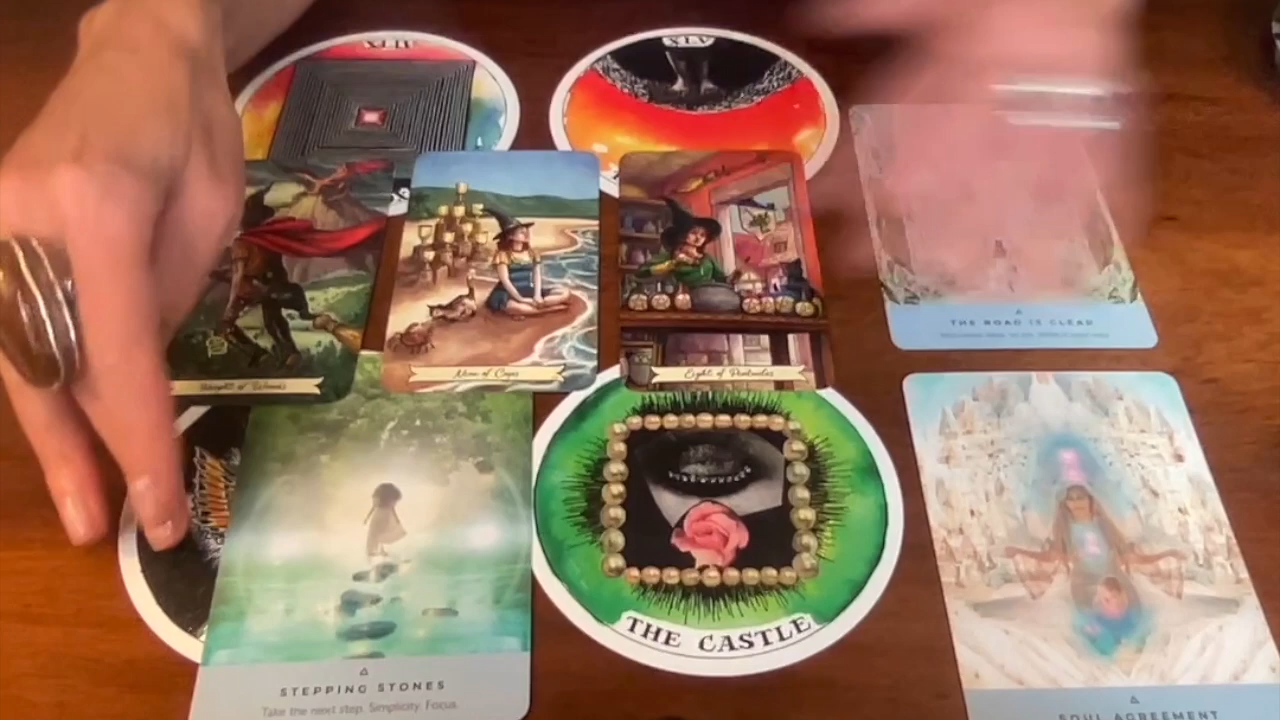 Knight of Wands
Nine of Cups
Eight of Pentacles
THE ROAD IS CLEAR
THE CASTLE
STEPPING STONES
Take the next step. Simplicity. Focus.
SOUL AGREEMENT